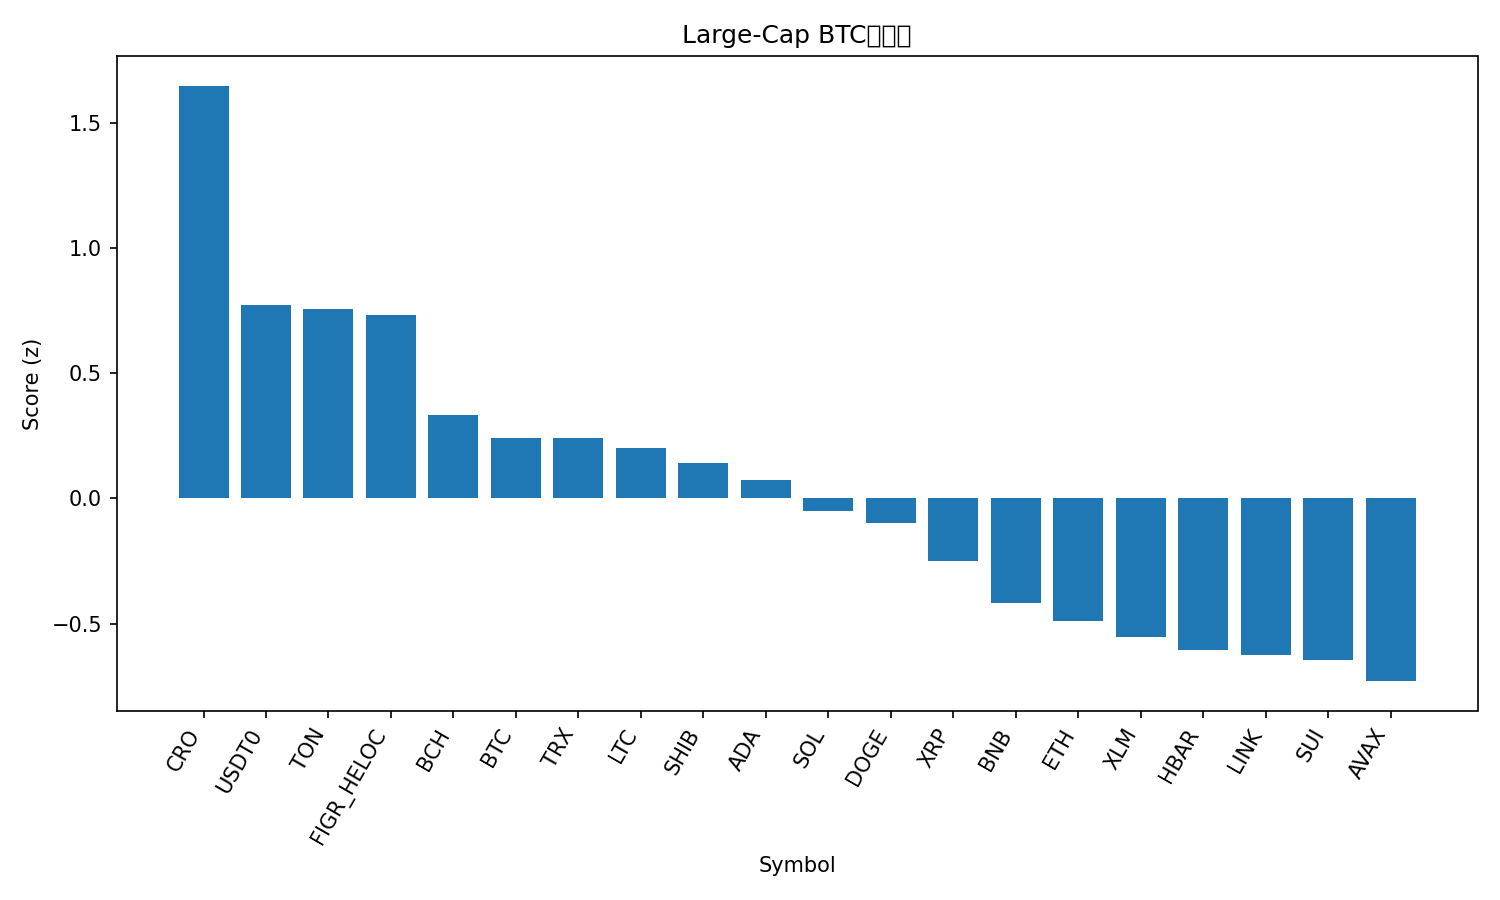 Large-Cap BTC
1.5
1.0
0.5
0.0
−0.5
Score (z)
CRO
USDT0
TON
FIGR_HELOC
BCH
BTC
TRX
LTC
SHIB
ADA
SOL
DOGE
XRP
BNB
ETH
XLM
HBAR
LINK
SUI
AVAX
Symbol